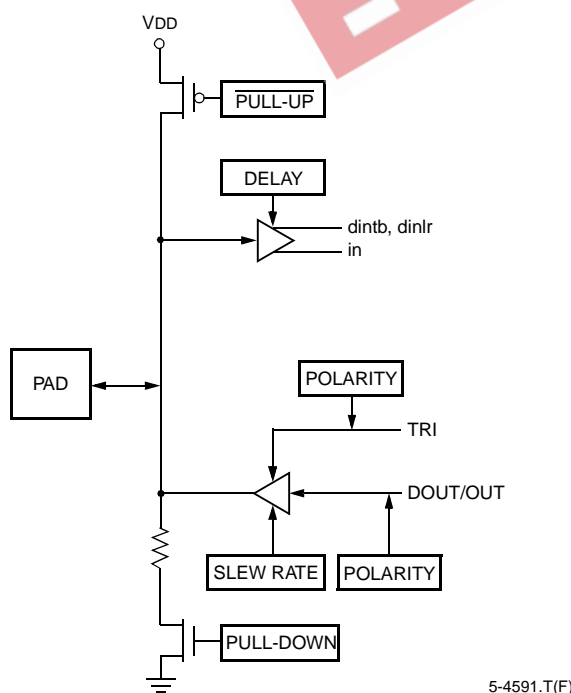 VDD
PULL-UP
DELAY
dintb, dinlr
in
PAD
POLARITY
TRI
DOUT/OUT
SLEW RATE
POLARITY
PULL-DOWN
5-4591.T(F)